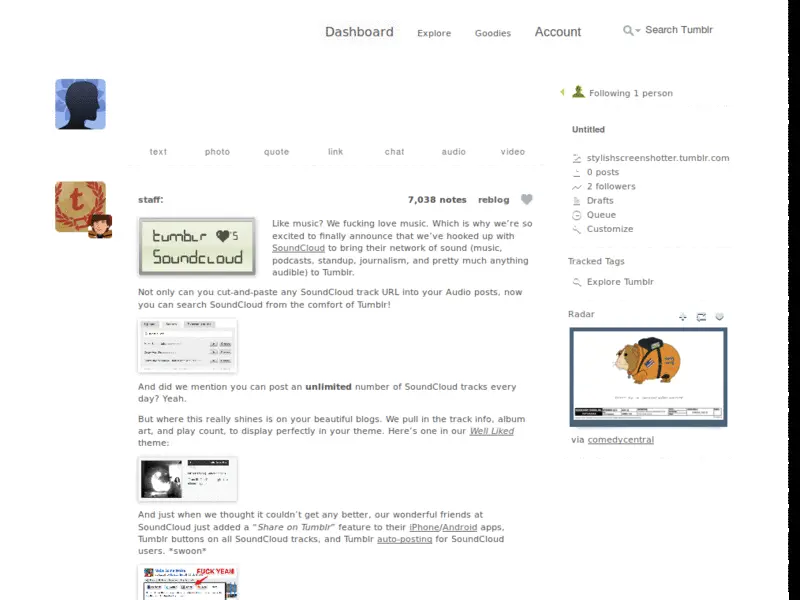 Dashboard Explore Goodies Account Search Tumblr
Following 1 person
text photo quote link chat audio video
Untitled
stylishscreenshotter.tumblr.com
0 posts
2 followers
Drafts
Queue
Customize
Tracked Tags
Explore Tumblr
Radar
via comedycentral
staff:
7,038 notes reblog
tumblr ♥'s
Soundcloud
Like music? We fucking love music. Which is why we're so
excited to finally announce that we've hooked up with
SoundCloud to bring their network of sound (music,
podcasts, standup, journalism, and pretty much anything
audible) to Tumblr.
Not only can you cut-and-paste any SoundCloud track URL into your Audio posts, now
you can search SoundCloud from the comfort of Tumblr!
And did we mention you can post an unlimited number of SoundCloud tracks every
day? Yeah.
But where this really shines is on your beautiful blogs. We pull in the track info, album
art, and play count, to display perfectly in your theme. Here's one in our Well Liked
theme:
And just when we thought it couldn't get any better, our wonderful friends at
SoundCloud just added a "Share on Tumblr" feature to their iPhone/Android apps,
Tumblr buttons on all SoundCloud tracks, and Tumblr auto-posting for SoundCloud
users. *swoon*
FUCK YEAH